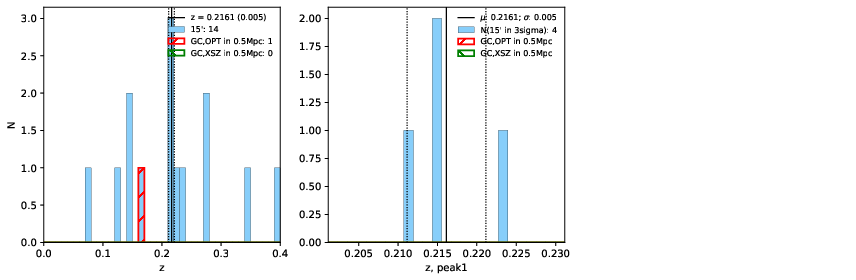 z = 0.2161 (0.005)
15': 14
GC,OPT in 0.5Mpc: 1
GC,XSZ in 0.5Mpc: 0
3.0
2.5
2.0
1.5
1.0
0.5
0.0
N
0.0 0.1 0.2 0.3 0.4
z
μ: 0.2161; σ: 0.005
N(15' in 3sigma): 4
GC,OPT in 0.5Mpc
GC,XSZ in 0.5Mpc
2.00
1.75
1.50
1.25
1.00
0.75
0.50
0.25
0.00
0.205 0.210 0.215 0.220 0.225 0.230
z, peak1